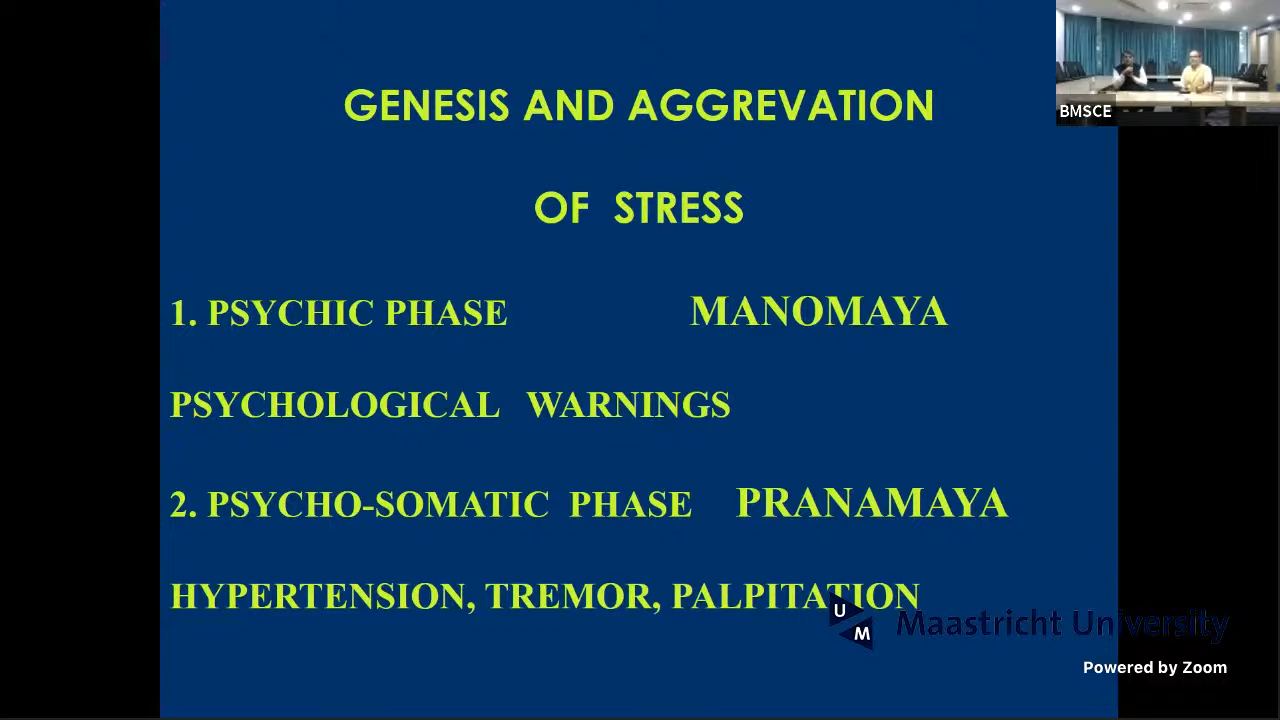 GENESIS AND AGGREVATION
OF STRESS
1. PSYCHIC PHASE MANOMAYA
PSYCHOLOGICAL WARNINGS
2. PSYCHO-SOMATIC PHASE PRANAMAYA
HYPERTENSION, TREMOR, PALPITATION
BMSCE
UM Maastricht University
Powered by Zoom